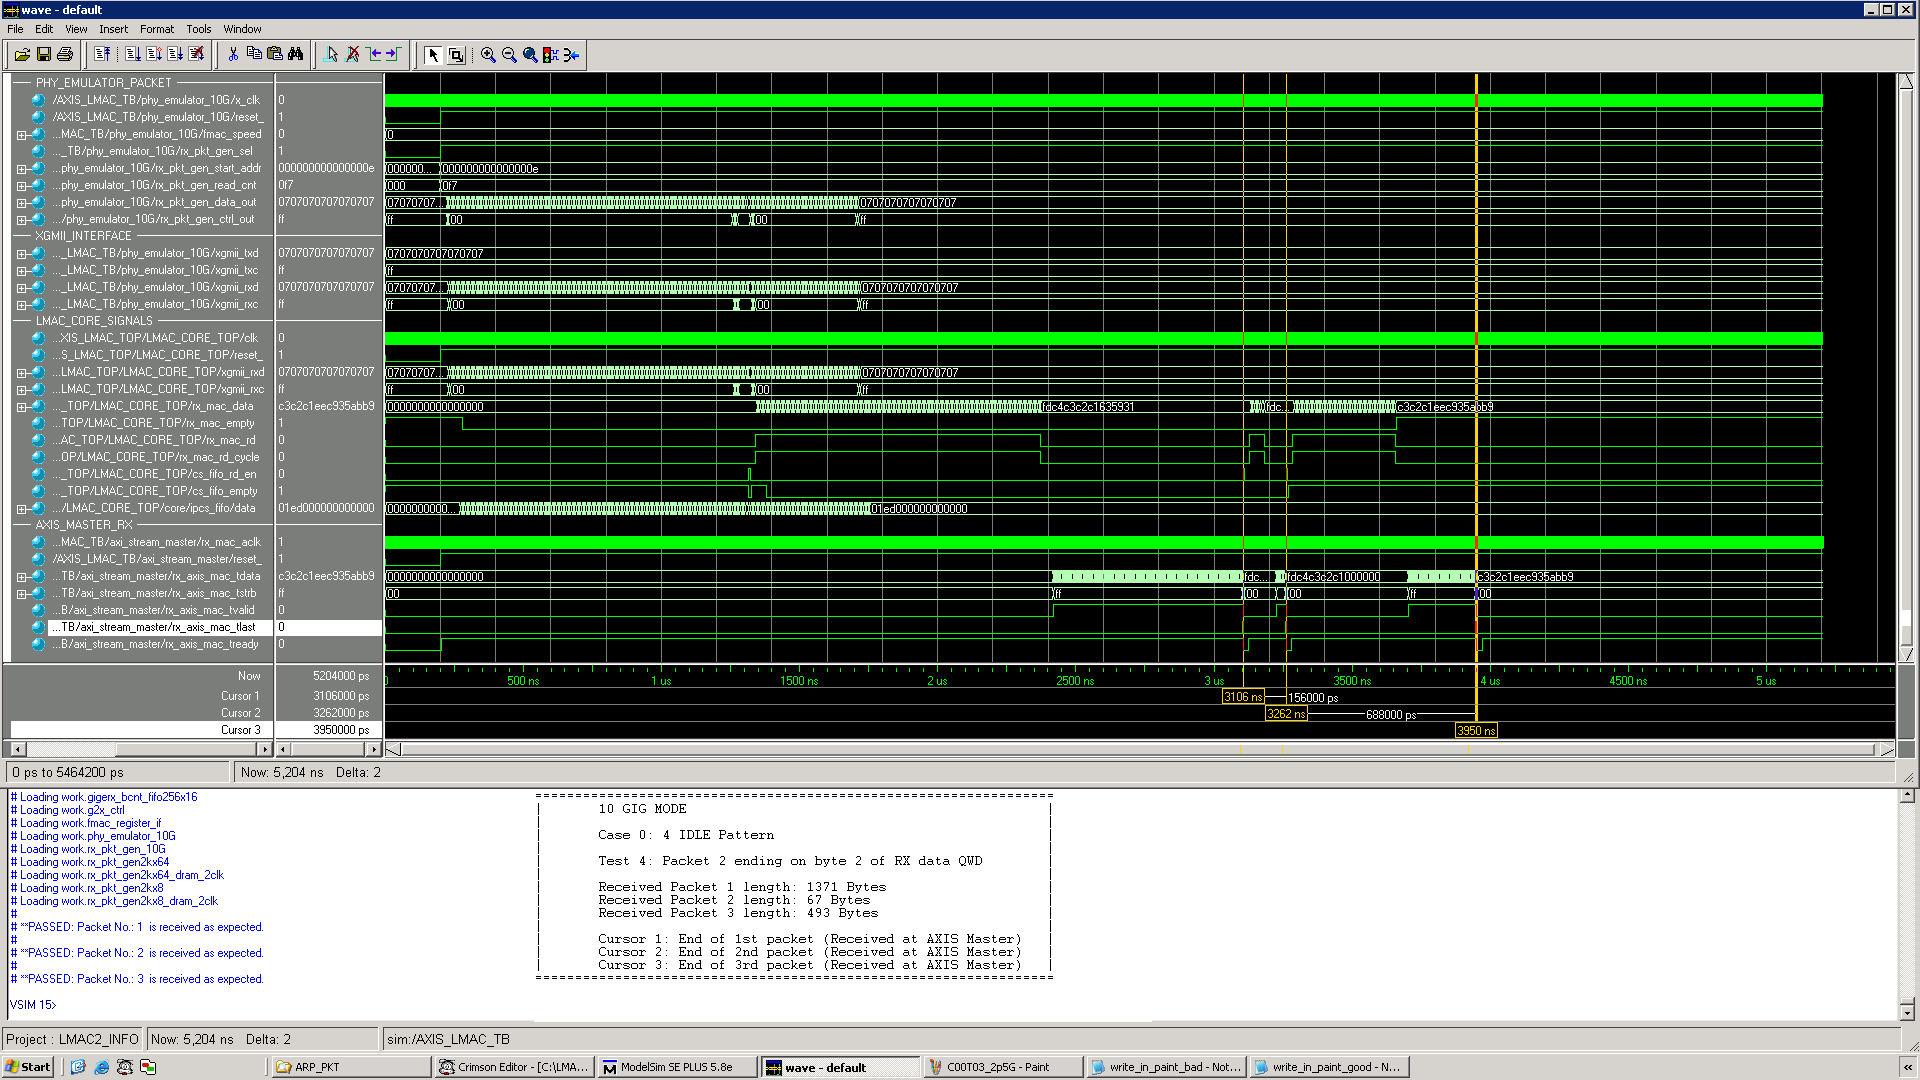 wave - default
File Edit View Insert Format Tools Window
PHY_EMULATOR_PACKET
/AXIS_LMAC_TB/phy_emulator_10G/x_clk 0
/AXIS_LMAC_TB/phy_emulator_10G/reset_ 1
...MAC_TB/phy_emulator_10G/fmac_speed 0 0
..._TB/phy_emulator_10G/rx_pkt_gen_sel 1
...phy_emulator_10G/rx_pkt_gen_start_addr 000000000000000e 000000... 000000000000000e
...phy_emulator_10G/rx_pkt_gen_read_cnt 0f7 000 0f7
...phy_emulator_10G/rx_pkt_gen_data_out 0707070707070707 07070707... 0707070707070707
.../phy_emulator_10G/rx_pkt_gen_ctrl_out ff ff 00 00 ff
XGMII_INTERFACE
..._LMAC_TB/phy_emulator_10G/xgmii_txd 0707070707070707 0707070707070707
..._LMAC_TB/phy_emulator_10G/xgmii_txc ff ff
..._LMAC_TB/phy_emulator_10G/xgmii_rxd 0707070707070707 07070707... 0707070707070707
..._LMAC_TB/phy_emulator_10G/xgmii_rxc ff ff 00 00 ff
LMAC_CORE_SIGNALS
...XIS_LMAC_TOP/LMAC_CORE_TOP/clk 0
...S_LMAC_TOP/LMAC_CORE_TOP/reset_ 1
...LMAC_TOP/LMAC_CORE_TOP/xgmii_rxd 0707070707070707 07070707... 0707070707070707
...LMAC_TOP/LMAC_CORE_TOP/xgmii_rxc ff ff 00 00 ff
..._TOP/LMAC_CORE_TOP/rx_mac_data c3c2c1eec935abb9 0000000000000000 fdc4c3c2c1635931 fdc... c3c2c1eec935abb9
...TOP/LMAC_CORE_TOP/rx_mac_empty 1
...AC_TOP/LMAC_CORE_TOP/rx_mac_rd 0
...OP/LMAC_CORE_TOP/rx_mac_rd_cycle 0
..._TOP/LMAC_CORE_TOP/cs_fifo_rd_en 0
..._TOP/LMAC_CORE_TOP/cs_fifo_empty 1
.../LMAC_CORE_TOP/core/ipcs_fifo/data 01ed000000000000 0000000000... 01ed000000000000
AXIS_MASTER_RX
...MAC_TB/axi_stream_master/rx_mac_aclk 1
/AXIS_LMAC_TB/axi_stream_master/reset_ 1
...TB/axi_stream_master/rx_axis_mac_tdata c3c2c1eec935abb9 0000000000000000 fdc... fdc4c3c2c1000000 c3c2c1eec935abb9
...TB/axi_stream_master/rx_axis_mac_tstrb ff 00 ff 00 00 ff 00
...B/axi_stream_master/rx_axis_mac_tvalid 0
...TB/axi_stream_master/rx_axis_mac_tlast 0
...B/axi_stream_master/rx_axis_mac_tready 0
Now 5204000 ps 0 500 ns 1 us 1500 ns 2 us 2500 ns 3 us 3500 ns 4 us 4500 ns 5 us
Cursor 1 3106000 ps 3106 ns 156000 ps
Cursor 2 3262000 ps 3262 ns 688000 ps
Cursor 3 3950000 ps 3950 ns
0 ps to 5464200 ps Now: 5,204 ns Delta: 2
# Loading work.gigerx_bcnt_fifo256x16
# Loading work.g2x_ctrl
# Loading work.fmac_register_if
# Loading work.phy_emulator_10G
# Loading work.rx_pkt_gen_10G
# Loading work.rx_pkt_gen2kx64
# Loading work.rx_pkt_gen2kx64_dram_2clk
# Loading work.rx_pkt_gen2kx8
# Loading work.rx_pkt_gen2kx8_dram_2clk
#
# **PASSED: Packet No.: 1 is received as expected.
#
# **PASSED: Packet No.: 2 is received as expected.
#
# **PASSED: Packet No.: 3 is received as expected.
VSIM 15>
10 GIG MODE
Case 0: 4 IDLE Pattern
Test 4: Packet 2 ending on byte 2 of RX data QWD
Received Packet 1 length: 1371 Bytes
Received Packet 2 length: 67 Bytes
Received Packet 3 length: 493 Bytes
Cursor 1: End of 1st packet (Received at AXIS Master)
Cursor 2: End of 2nd packet (Received at AXIS Master)
Cursor 3: End of 3rd packet (Received at AXIS Master)
Project : LMAC2_INFO Now: 5,204 ns Delta: 2 sim:/AXIS_LMAC_TB
Start ARP_PKT Crimson Editor - [C:\LMA... ModelSim SE PLUS 5.8e wave - default C00T03_2p5G - Paint write_in_paint_bad - Not... write_in_paint_good - N...